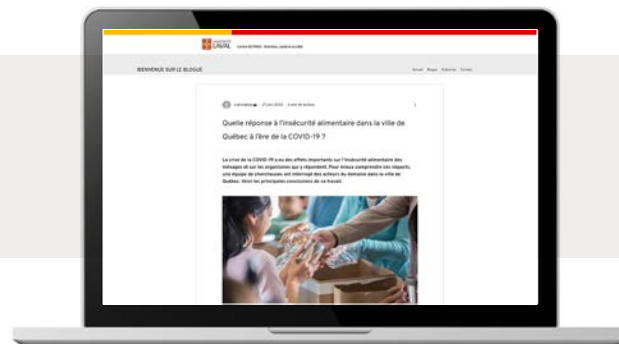 UNIVERSITÉ
LAVAL
BIENVENUE SUR LE BLOGUE
Accueil Blogue Contact
Quelle réponse à l'insécurité alimentaire dans la ville de
Québec à l'ère de la COVID-19 ?
La crise de la COVID-19 a eu des effets importants sur l'insécurité alimentaire des
ménages et sur les organismes qui y répondent. Pour mieux comprendre ces impacts,
une équipe de chercheuses ont interrogé des acteurs du domaine dans la ville de
Québec. Voici les principales conclusions de ce travail.